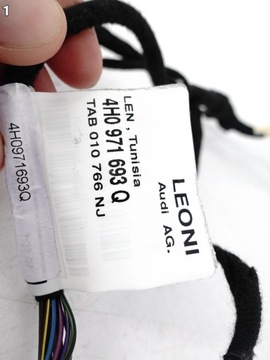 1
LEONI
Audi AG.
LEN, Tunisia
4H0 971 693 Q
TAB 010 766 NJ
4H0971693Q